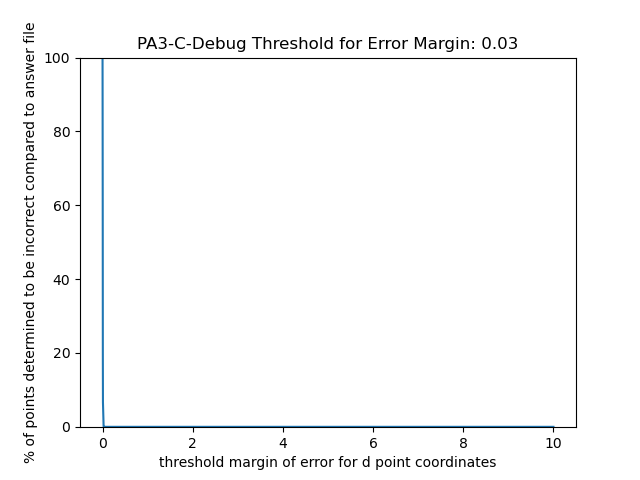 PA3-C-Debug Threshold for Error Margin: 0.03
% of points determined to be incorrect compared to answer file
100
80
60
40
20
0
0 2 4 6 8 10
threshold margin of error for d point coordinates